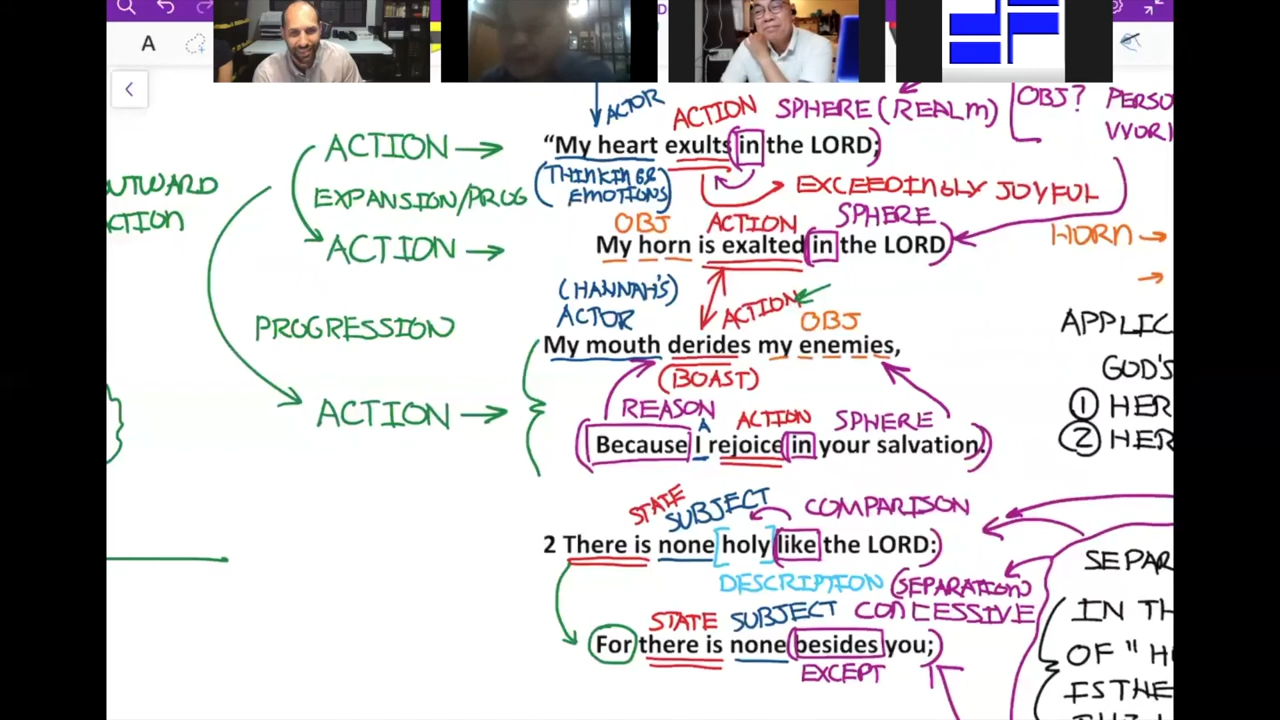 A
ACTOR
ACTION
SPHERE (REALM)
OBJ?
ACTION
"My heart exults in the LORD;
UTWARD
EXPANSION/PROG
(THINKING & EMOTIONS)
EXCEEDINGLY JOYFUL
OBJ
ACTION
SPHERE
ACTION
My horn is exalted in the LORD
HORN
(HANNAH'S)
ACTOR
ACTION
OBJ
PROGRESSION
My mouth derides my enemies,
APPLIC
(BOAST)
GOD'S
ACTION
REASON
A
ACTION
SPHERE
① HER
Because I rejoice in your salvation.
② HER
STATE
SUBJECT
COMPARISON
2 There is none holy like the LORD:
SEPAR
DESCRIPTION
(SEPARATION)
STATE
SUBJECT
CONCESSIVE
IN TH
For there is none besides you;
OF "H
EXCEPT
IS THE